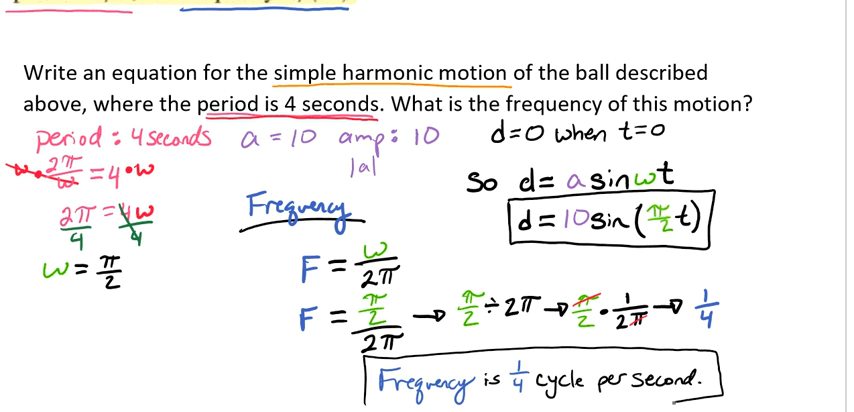 Write an equation for the simple harmonic motion of the ball described
above, where the period is 4 seconds. What is the frequency of this motion?
period : 4 seconds a = 10 amp: 10 d=0 when t=0
|a|
ω · 2π/ω = 4 · ω
So d = a sin ωt
2π/4 = 4ω/4
Frequency
d = 10 sin (π/2 t)
ω = π/2
F = ω/2π
F = π/2 / 2π → π/2 ÷ 2π → π/2 · 1/2π → 1/4
Frequency is 1/4 cycle per second.